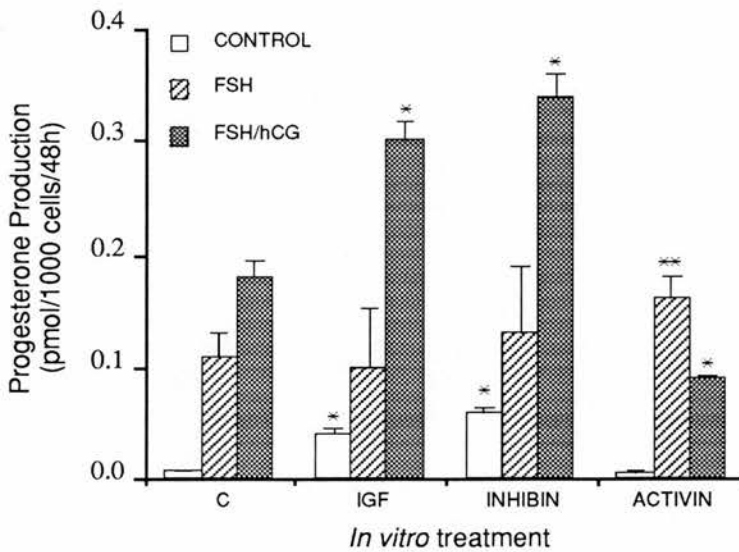 Progesterone Production
(pmol/1000 cells/48h)
0.4
0.3
0.2
0.1
0.0
CONTROL
FSH
FSH/hCG
*
*
*
*
**
*
C
IGF
INHIBIN
ACTIVIN
In vitro treatment